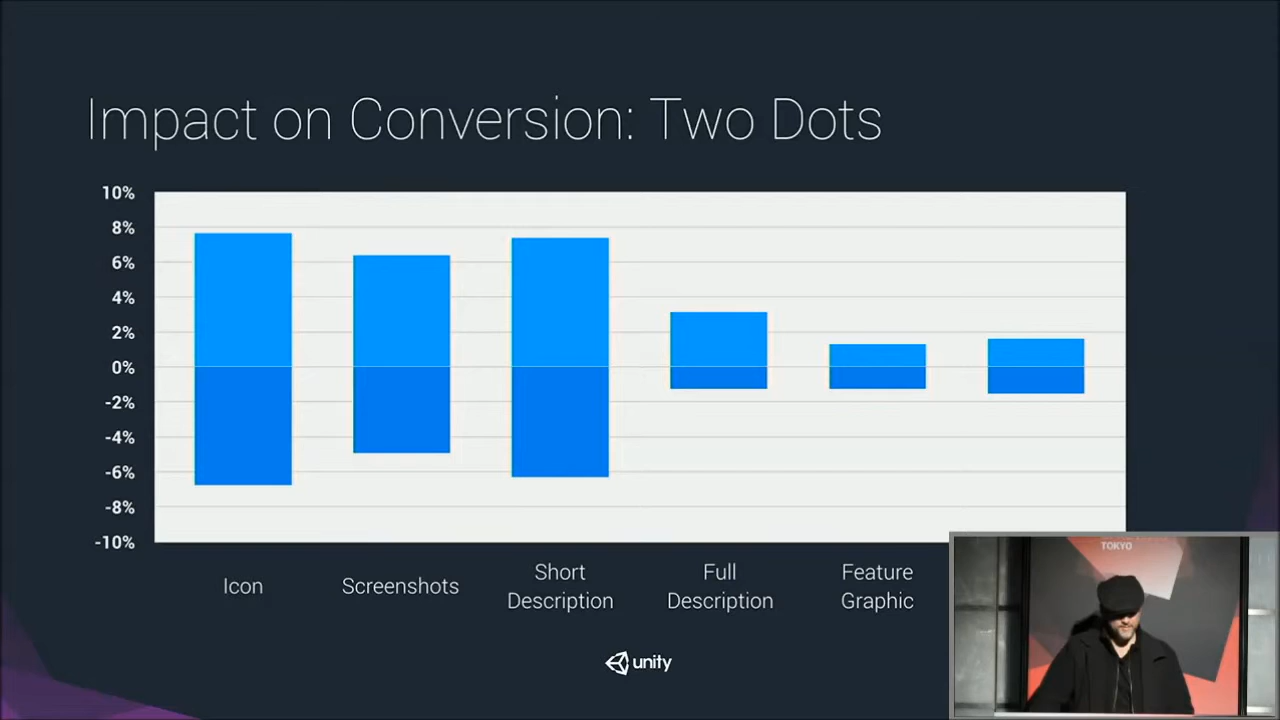 Impact on Conversion: Two Dots
10%
8%
6%
4%
2%
0%
-2%
-4%
-6%
-8%
-10%
Icon
Screenshots
Short
Description
Full
Description
Feature
Graphic
unity
TOKYO